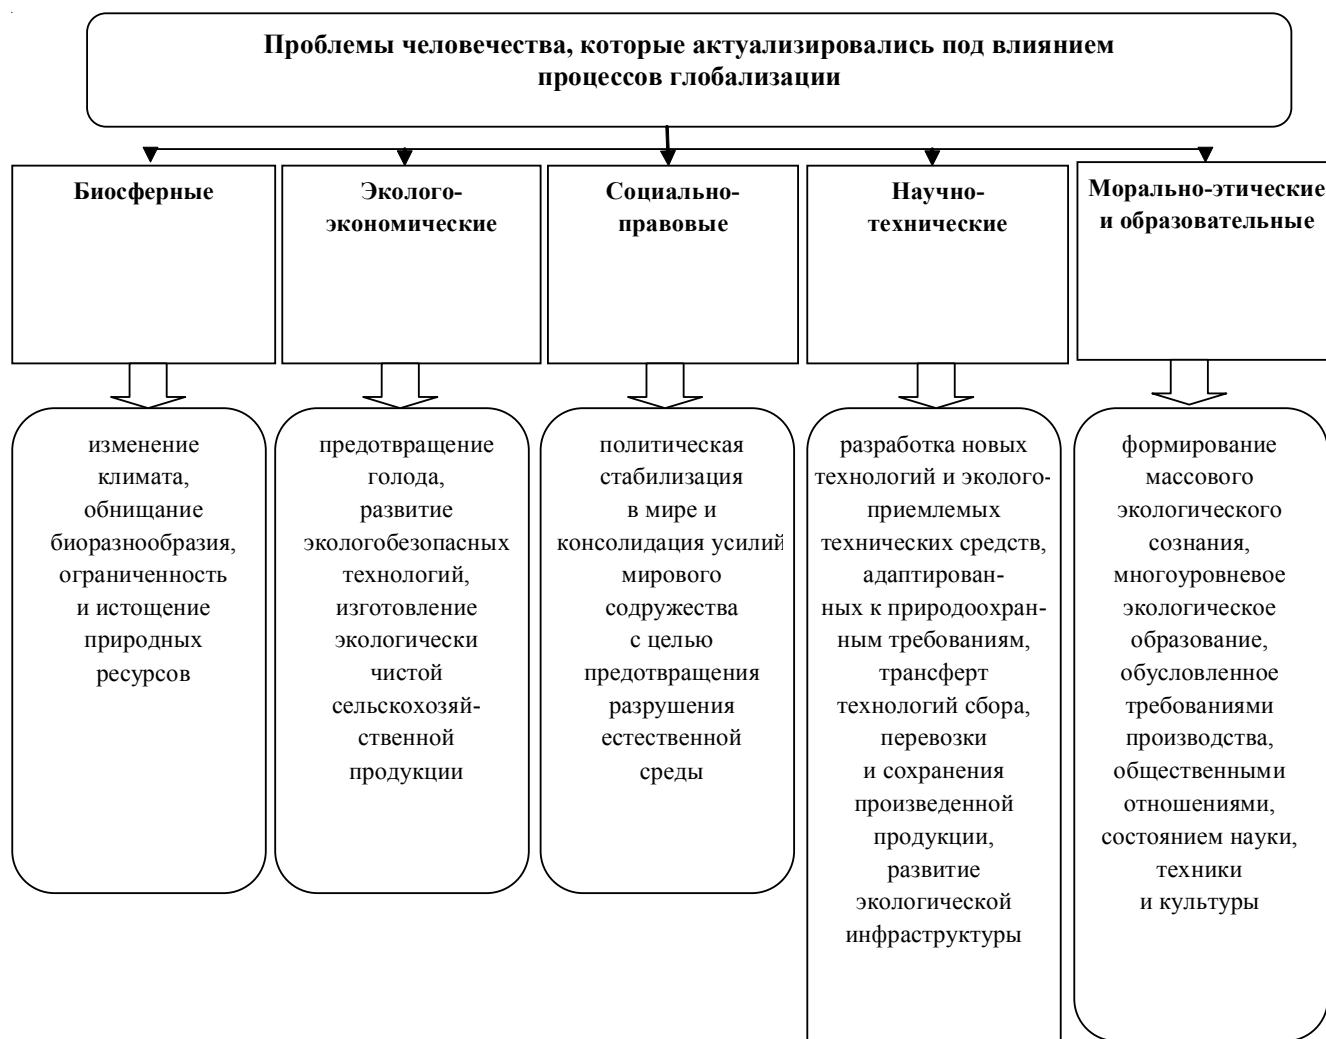 Проблемы человечества, которые актуализировались под влиянием
процессов глобализации
Биосферные
Эколого-
экономические
Социально-
правовые
Научно-
технические
Морально-этические
и образовательные
изменение
климата,
обнищание
биоразнообразия,
ограниченность
и истощение
природных
ресурсов
предотвращение
голода,
развитие
экологобезопасных
технологий,
изготовление
экологически
чистой
сельскохозяй-
ственной
продукции
политическая
стабилизация
в мире и
консолидация усилий
мирового
содружества
с целью
предотвращения
разрушения
естественной
среды
разработка новых
технологий и эколого-
приемлемых
технических средств,
адаптирован-
ных к природоохран-
ным требованиям,
трансферт
технологий сбора,
перевозки
и сохранения
произведенной
продукции,
развитие
экологической
инфраструктуры
формирование
массового
экологического
сознания,
многоуровневое
экологическое
образование,
обусловленное
требованиями
производства,
общественными
отношениями,
состоянием науки,
техники
и культуры